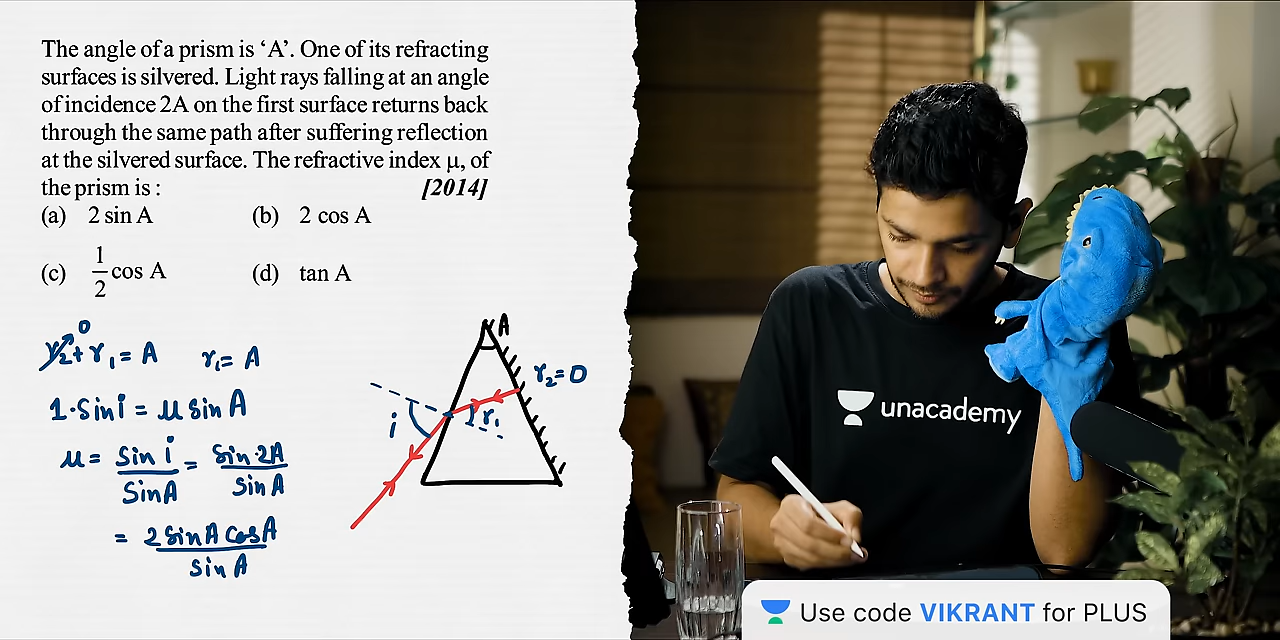 The angle of a prism is ‘A’. One of its refracting
surfaces is silvered. Light rays falling at an angle
of incidence 2A on the first surface returns back
through the same path after suffering reflection
at the silvered surface. The refractive index μ, of
the prism is : [2014]
(a) 2 sin A (b) 2 cos A
(c) 1/2 cos A (d) tan A
r₂⁰ + r₁ = A r₁ = A
1·Sin i = μ Sin A
μ = Sin i / Sin A = Sin 2A / Sin A
= 2 Sin A Cos A / Sin A
A
r₂ = 0
i
r₁
unacademy
Use code VIKRANT for PLUS